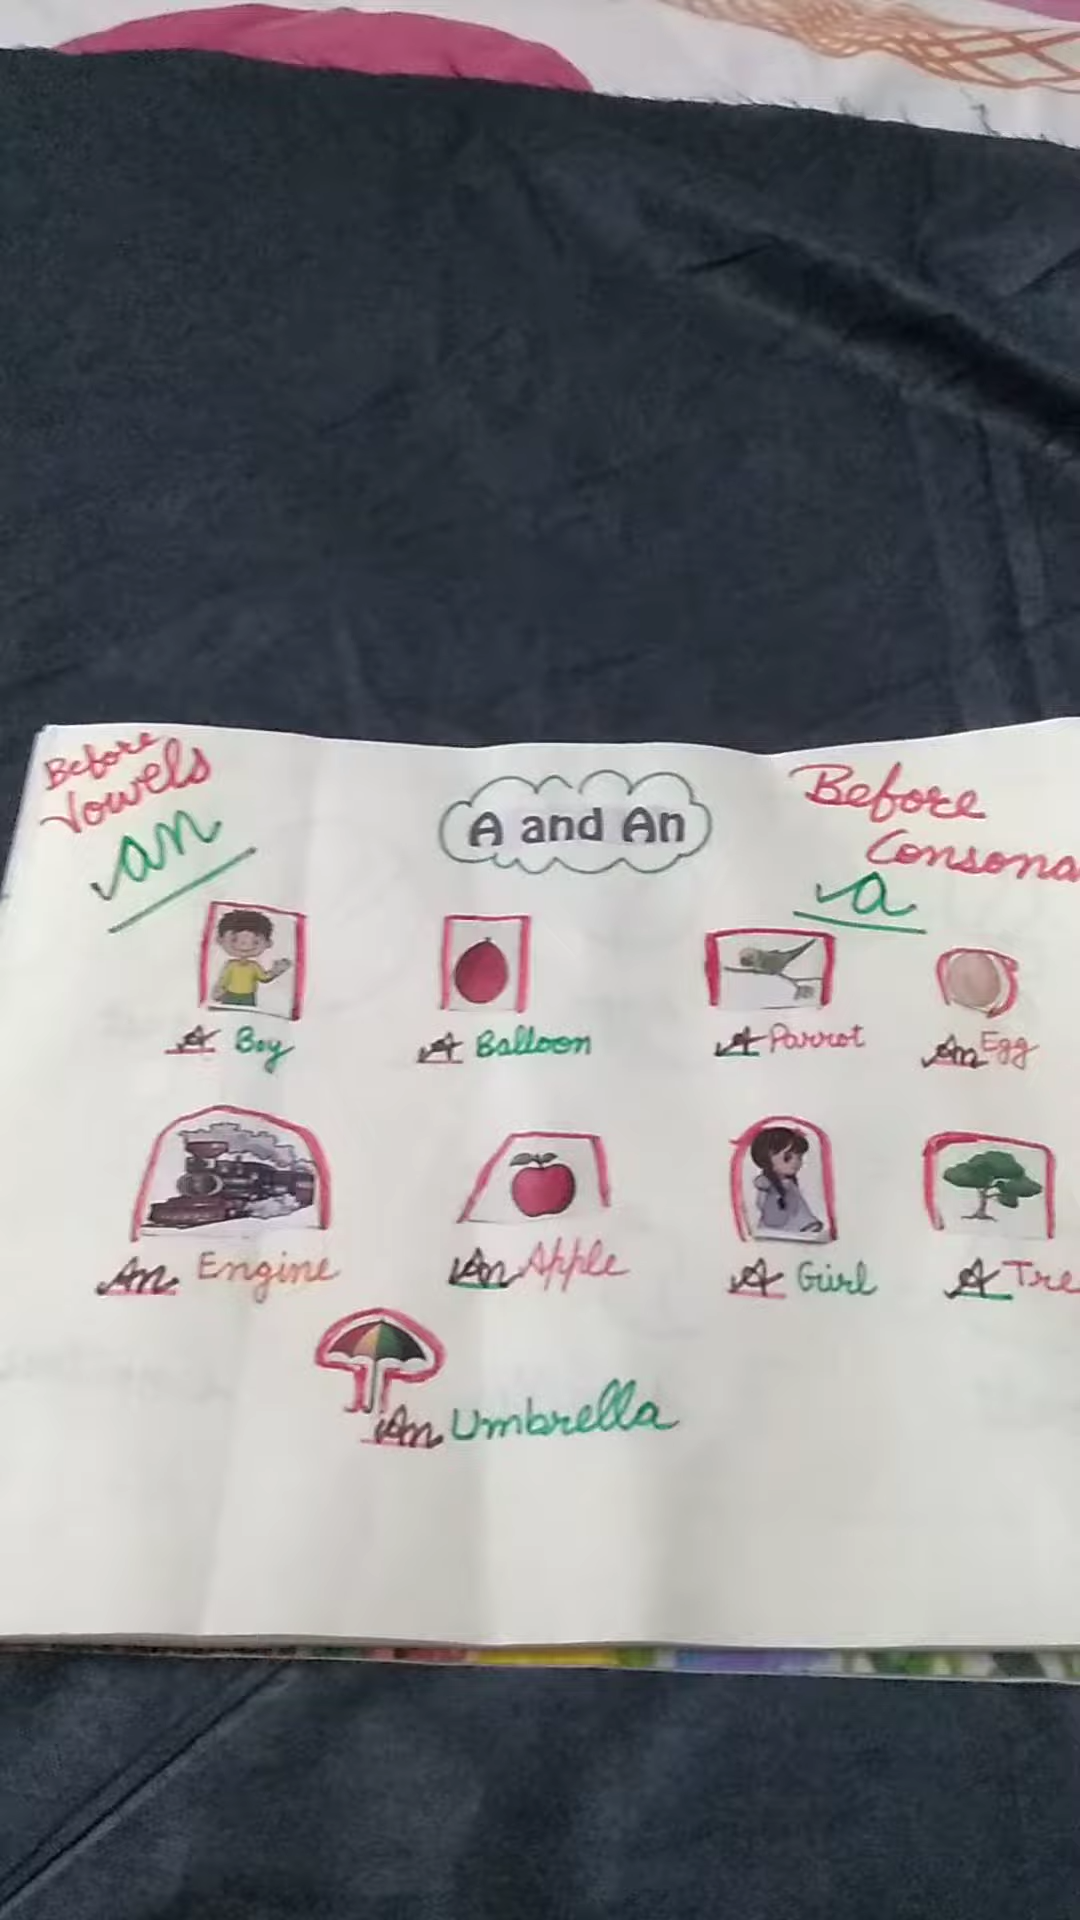 Before
Vowels
an
A and An
Before
Consona
a
A Boy
A Balloon
A Parrot
An Egg
An Engine
An Apple
A Girl
A Tre
An Umbrella